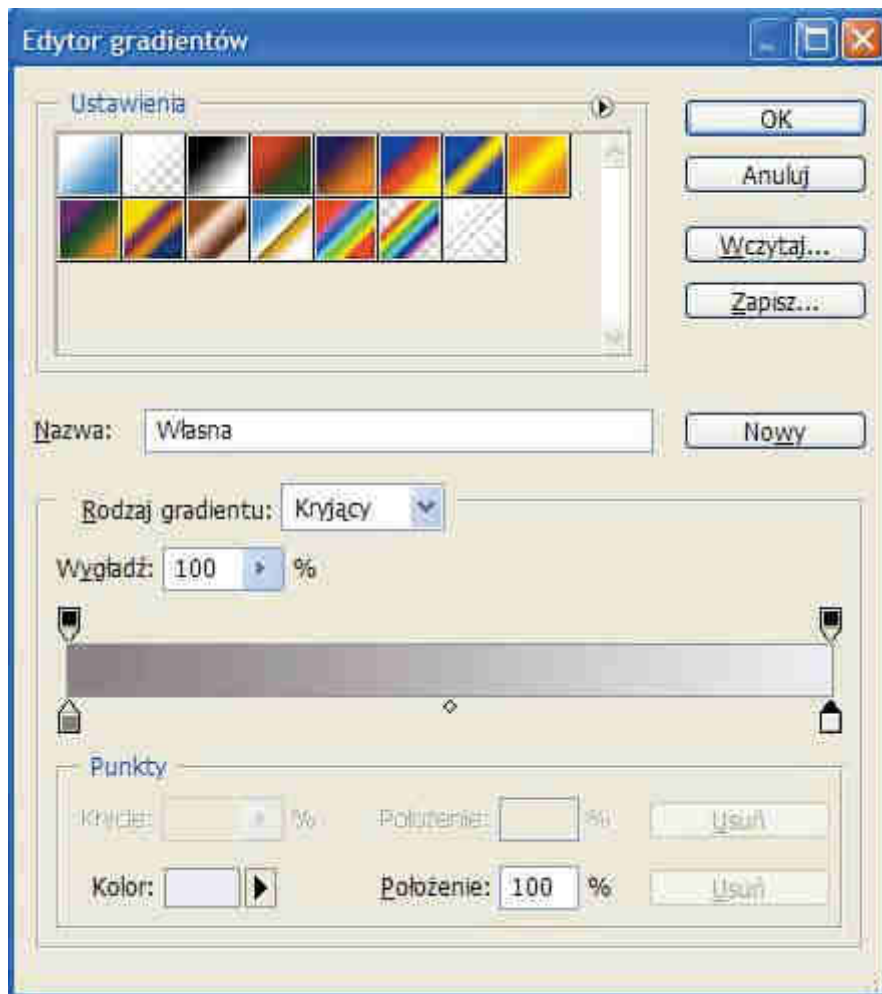 Edytor gradientów
Ustawienia
OK
Anuluj
Wczytaj...
Zapisz...
Nazwa: Własna
Nowy
Rodzaj gradientu: Kryjący
Wygładź: 100 %
Punkty
Krycie: % Położenie: % Usuń
Kolor: Położenie: 100 % Usuń